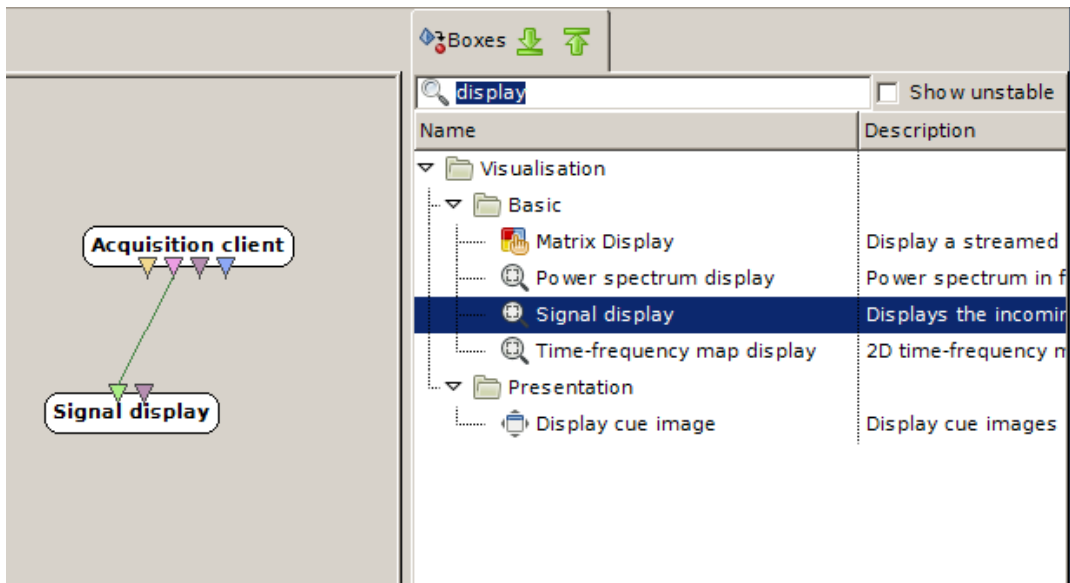 Boxes
display
Show unstable
Name Description
Visualisation
Basic
Acquisition client
Matrix Display Display a streamed
Power spectrum display Power spectrum in f
Signal display Displays the incomin
Time-frequency map display 2D time-frequency m
Presentation
Signal display
Display cue image Display cue images